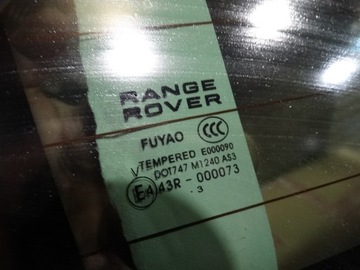 RANGE
ROVER
FUYAO CCC
TEMPERED E000090
DOT747 M1240 AS3
E4 43R - 000073
. 3